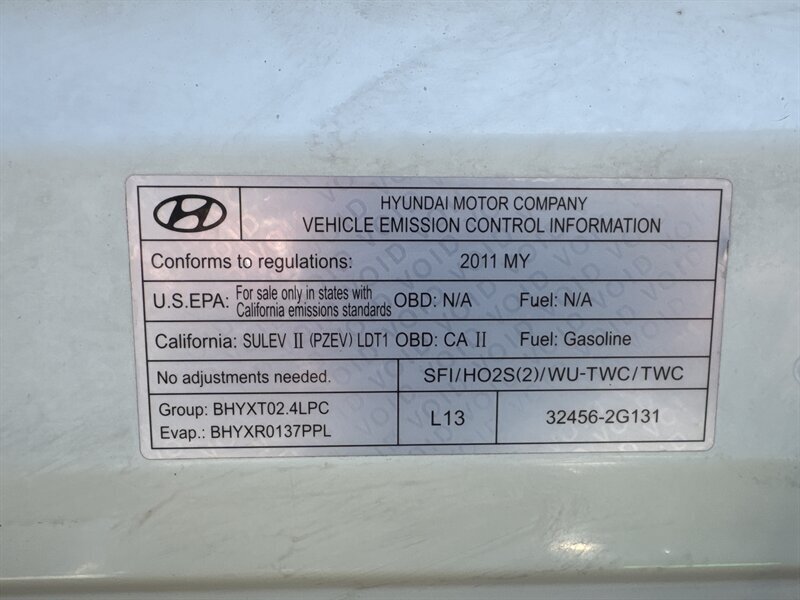 HYUNDAI MOTOR COMPANY
VEHICLE EMISSION CONTROL INFORMATION
Conforms to regulations: 2011 MY
U.S.EPA: For sale only in states with California emissions standards OBD: N/A Fuel: N/A
California: SULEV II (PZEV) LDT1 OBD: CA II Fuel: Gasoline
No adjustments needed. SFI/HO2S(2)/WU-TWC/TWC
Group: BHYXT02.4LPC
Evap.: BHYXR0137PPL
L13
32456-2G131